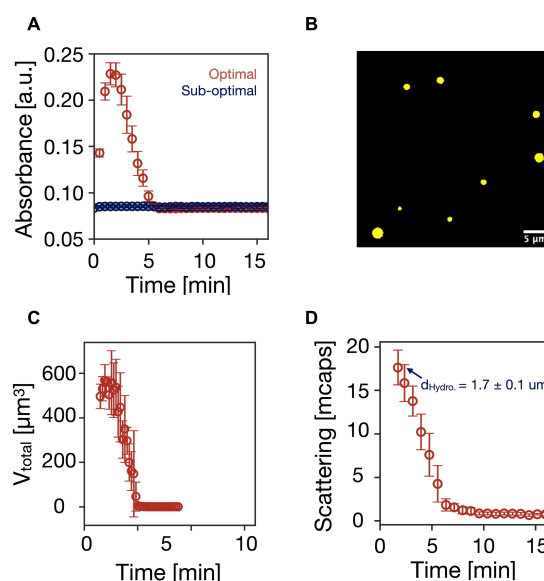 A
B
0.25
0.20
0.15
0.10
0.05
Absorbance [a.u.]
Optimal
Sub-optimal
0 5 10 15
Time [min]
5 µm
C
D
600
400
200
0
Vtotal [µm³]
0 5 10
Time [min]
20
15
10
5
0
Scattering [mcaps]
dHydro. = 1.7 ± 0.1 um
0 5 10 15
Time [min]